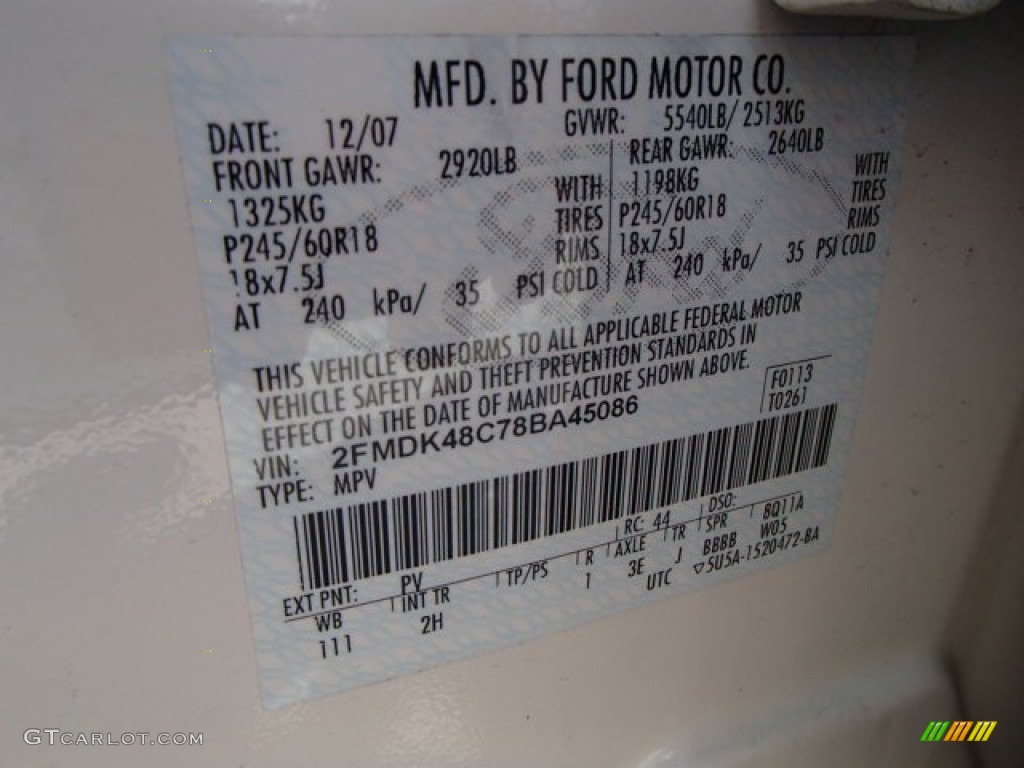 MFD. BY FORD MOTOR CO.
DATE: 12/07 GVWR: 5540LB/ 2513KG
FRONT GAWR: 2920LB REAR GAWR: 2640LB
1325KG WITH 1198KG WITH
P245/60R18 TIRES P245/60R18 TIRES
18x7.5J RIMS 18x7.5J RIMS
AT 240 kPa/ 35 PSI COLD AT 240 kPa/ 35 PSI COLD
THIS VEHICLE CONFORMS TO ALL APPLICABLE FEDERAL MOTOR
VEHICLE SAFETY AND THEFT PREVENTION STANDARDS IN
EFFECT ON THE DATE OF MANUFACTURE SHOWN ABOVE.
F0113
VIN: 2FMDK48C78BA45086 T0261
TYPE: MPV
EXT PNT: PV RC: 44 DSO:
WB INT TR TP/PS R AXLE TR SPR 8Q11A
111 2H 1 3E J BBBB W05
UTC ▽5U5A-1520472-BA
GTcarlot.com